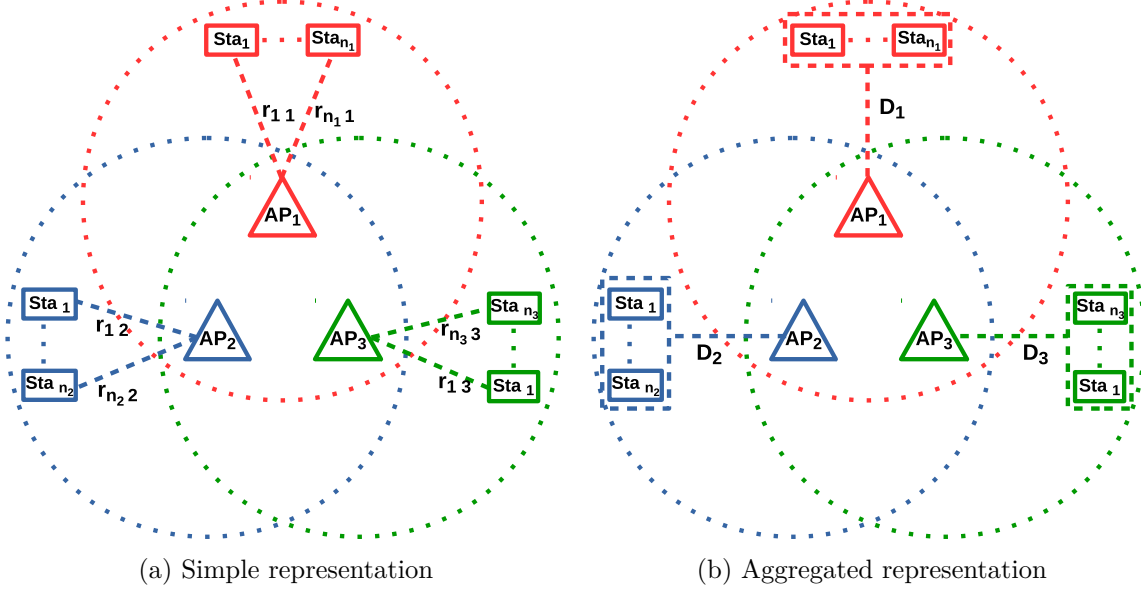 Sta1 Stan1
r1 1 rn1 1
AP1
Sta 1
r1 2
AP2
Sta n2
rn2 2
AP3
rn3 3
Sta n3
r1 3
Sta 1
(a) Simple representation
Sta1 Stan1
D1
AP1
Sta 1
D2
AP2
Sta n2
AP3
D3
Sta n3
Sta 1
(b) Aggregated representation